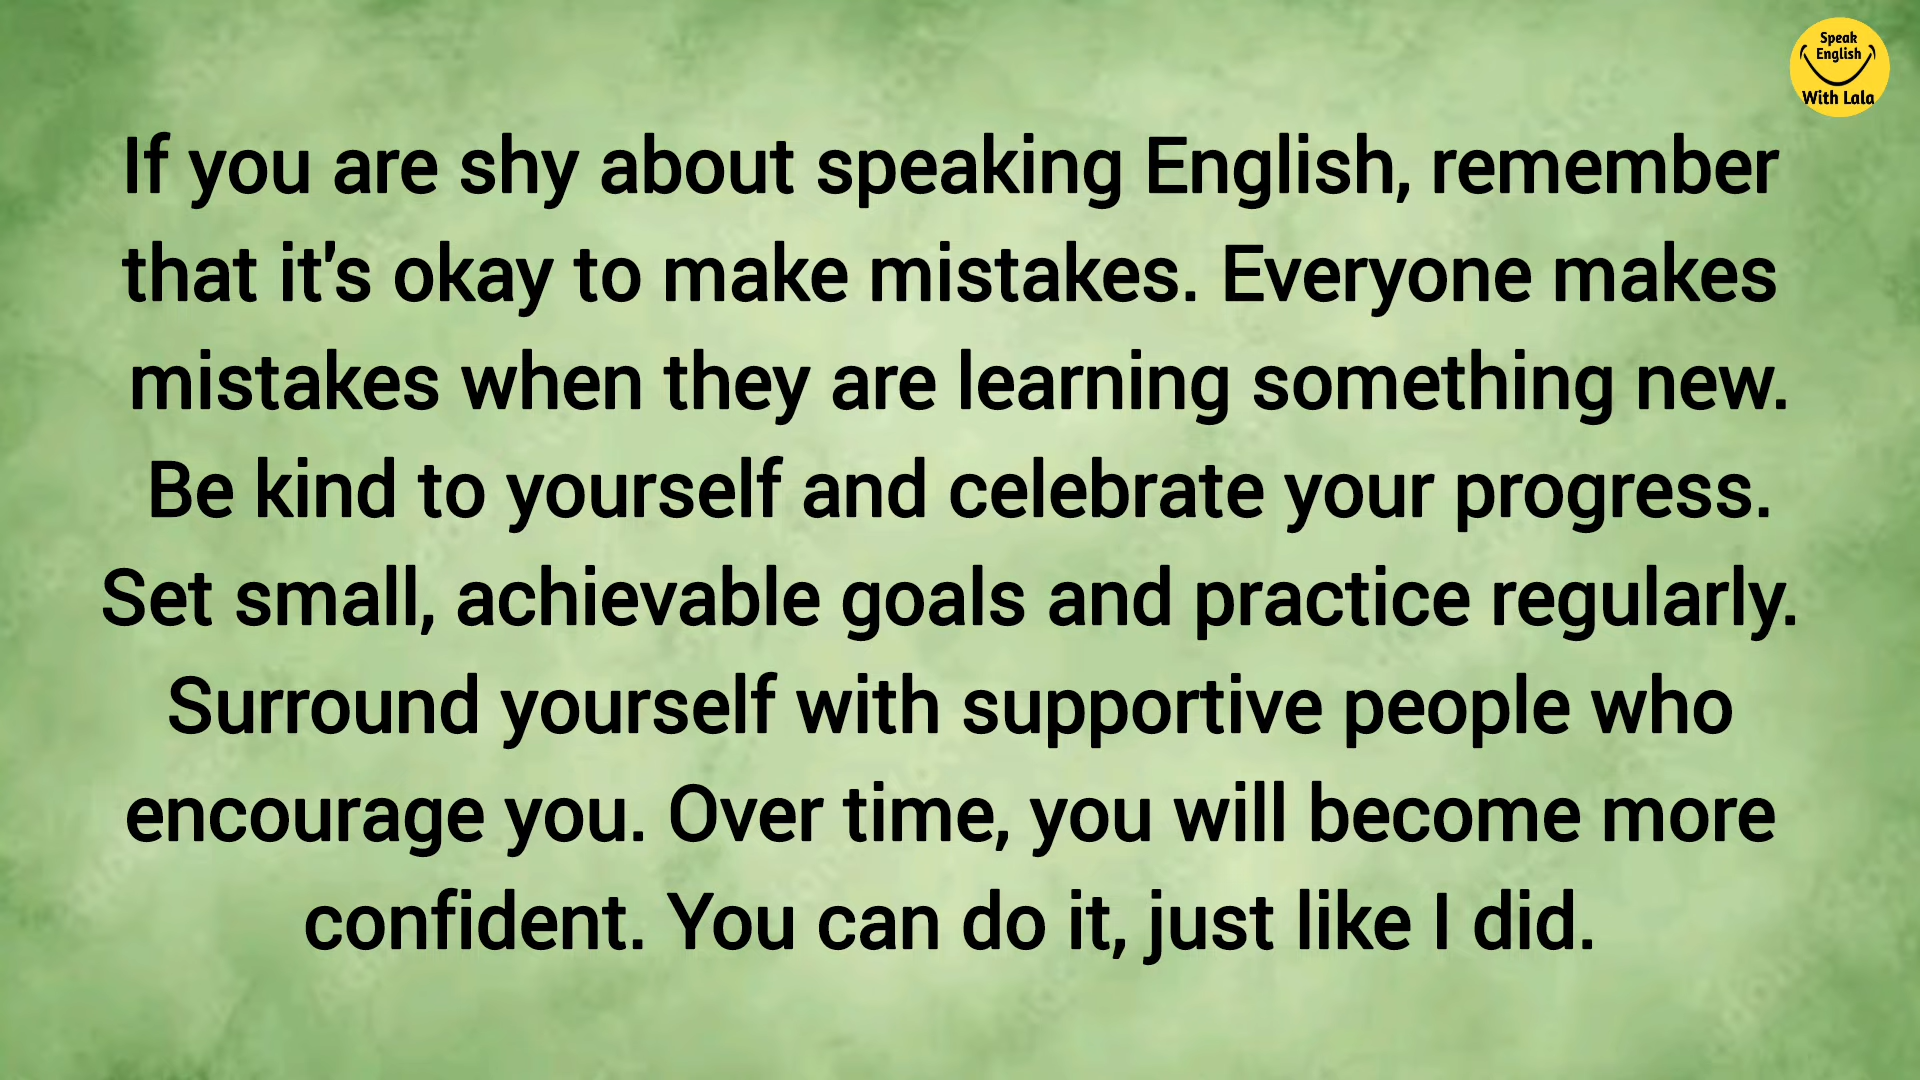 Speak
English
With Lala
If you are shy about speaking English, remember
that it's okay to make mistakes. Everyone makes
mistakes when they are learning something new.
Be kind to yourself and celebrate your progress.
Set small, achievable goals and practice regularly.
Surround yourself with supportive people who
encourage you. Over time, you will become more
confident. You can do it, just like I did.